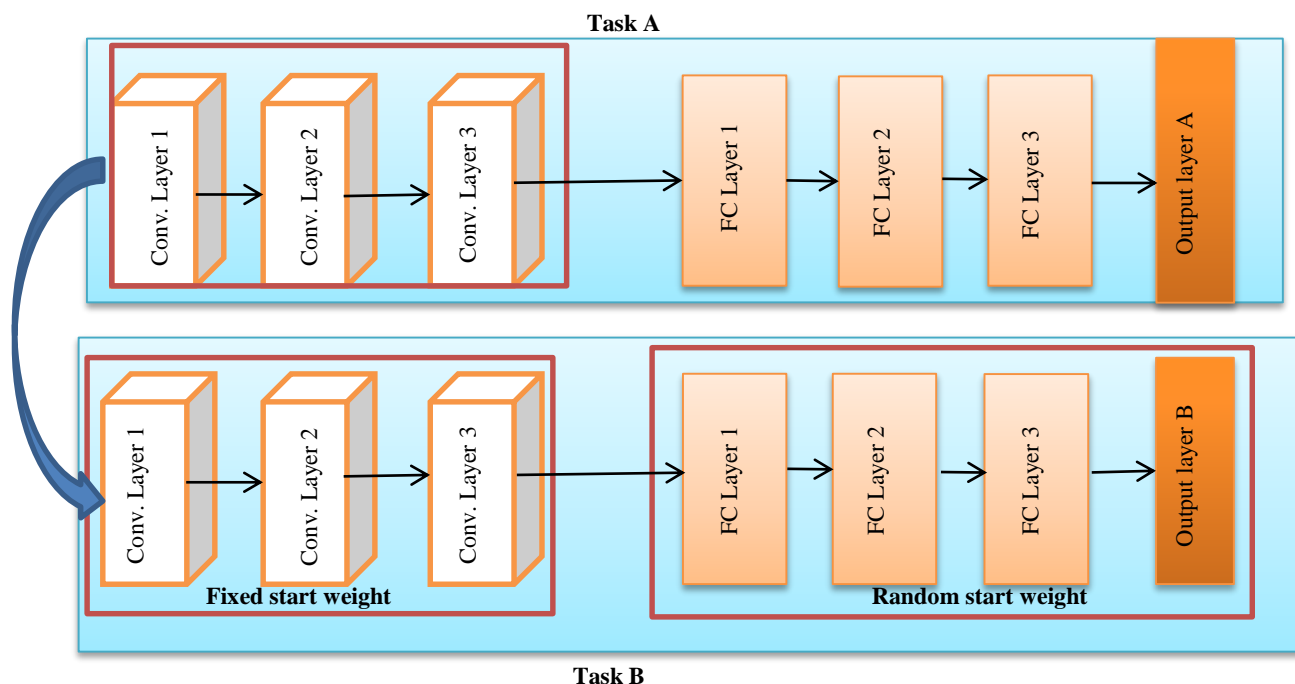 Task A
Conv. Layer 1
Conv. Layer 2
Conv. Layer 3
FC Layer 1
FC Layer 2
FC Layer 3
Output layer A
Conv. Layer 1
Conv. Layer 2
Conv. Layer 3
FC Layer 1
FC Layer 2
FC Layer 3
Output layer B
Fixed start weight
Random start weight
Task B